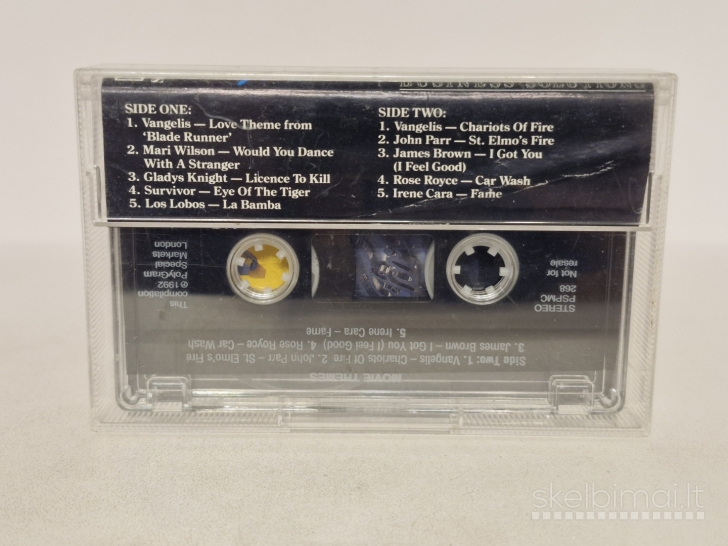 SIDE ONE:
1. Vangelis — Love Theme from
'Blade Runner'
2. Mari Wilson — Would You Dance
With A Stranger
3. Gladys Knight — Licence To Kill
4. Survivor — Eye Of The Tiger
5. Los Lobos — La Bamba
SIDE TWO:
1. Vangelis — Chariots Of Fire
2. John Parr — St. Elmo's Fire
3. James Brown — I Got You
(I Feel Good)
4. Rose Royce — Car Wash
5. Irene Cara — Fame
MOVIE THEMES
Side Two: 1. Vangelis – Chariots Of Fire 2. John Parr – St. Elmo's Fire
3. James Brown – I Got You (I Feel Good) 4. Rose Royce – Car Wash
5. Irene Cara – Fame
STEREO
PSPMC
268
Not for
resale
This
compilation
℗ 1992
PolyGram
Special
Markets
London
skelbimai.lt